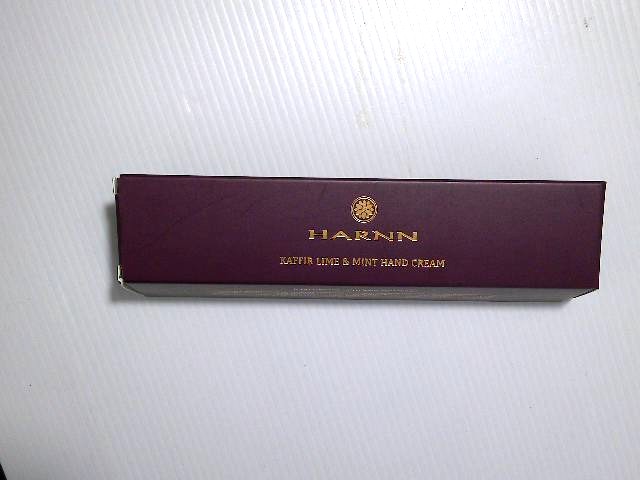 HARNN
KAFFIR LIME & MINT HAND CREAM